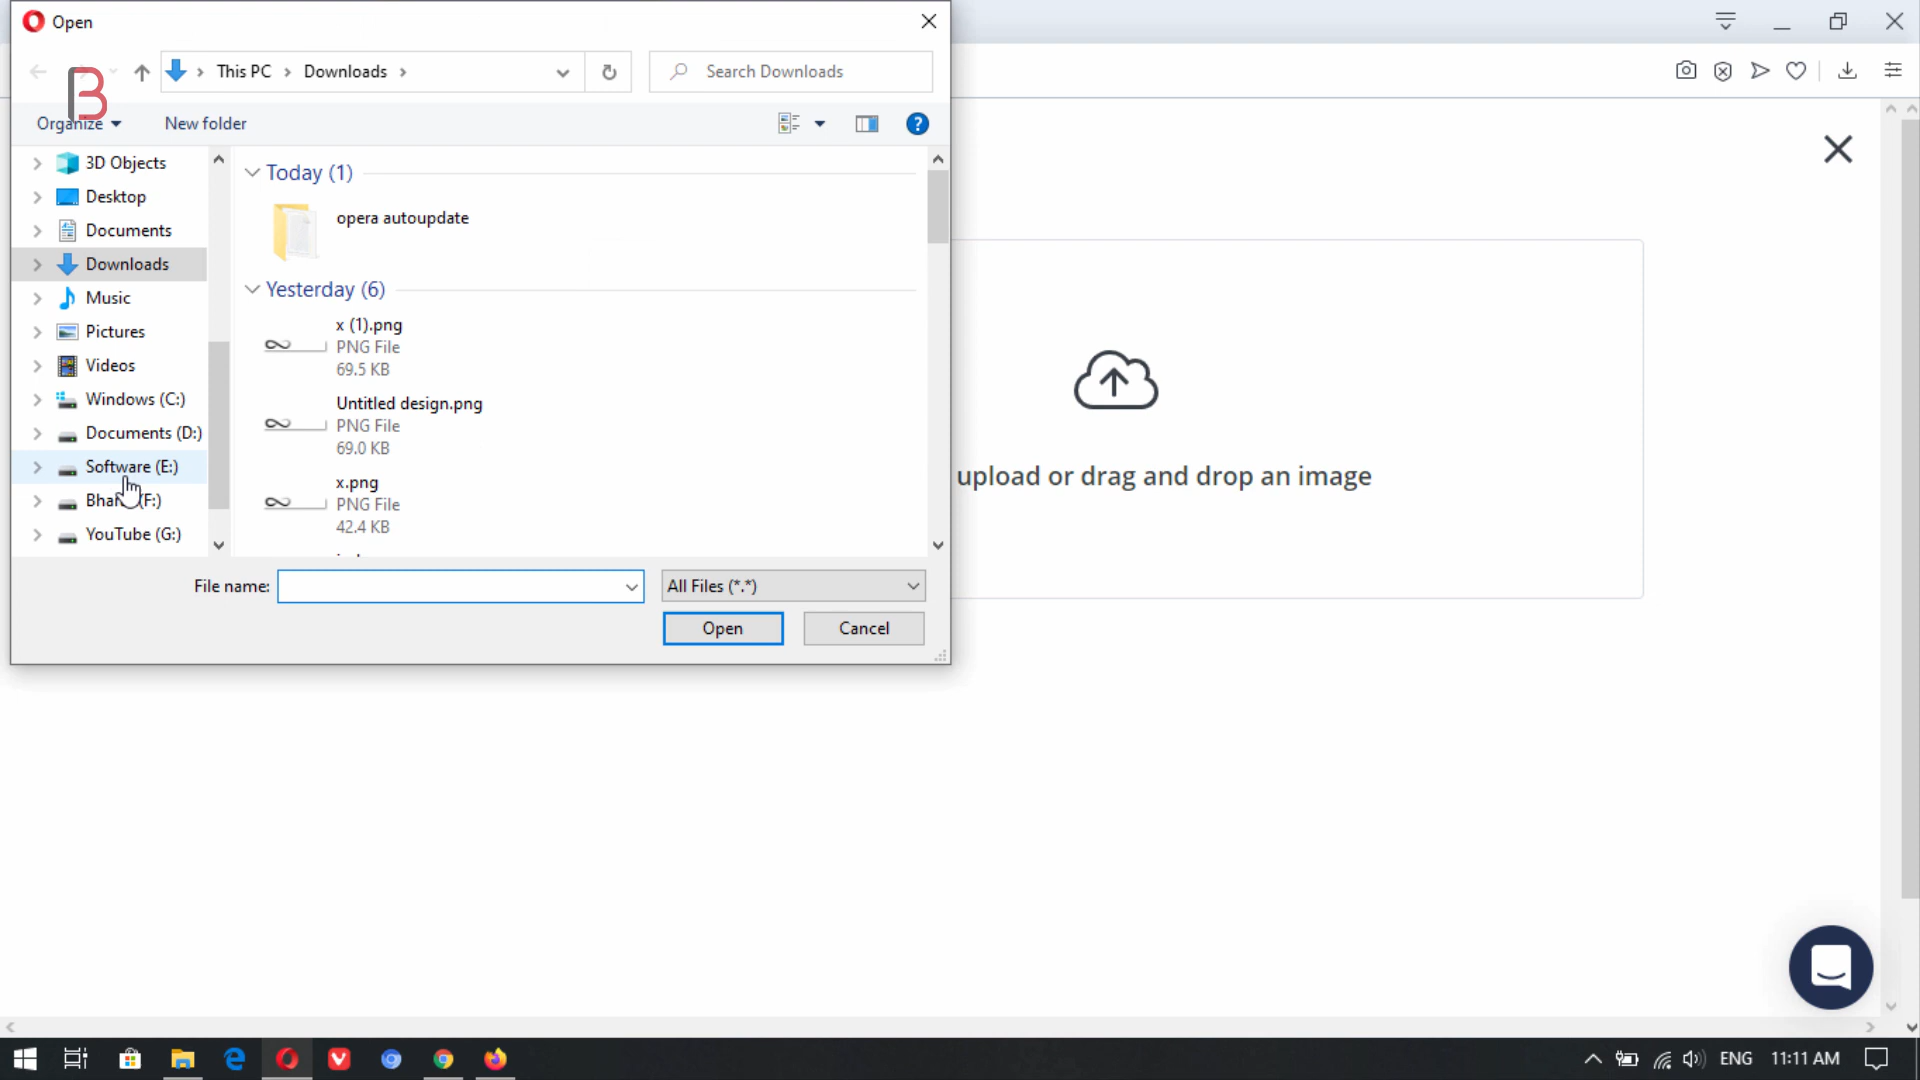 Open
This PC > Downloads >
Search Downloads
Organize
New folder
3D Objects
Desktop
Documents
Downloads
Music
Pictures
Videos
Windows (C:)
Documents (D:)
Software (E:)
(F:)
YouTube (G:)
Today (1)
opera autoupdate
Yesterday (6)
x (1).png
PNG File
69.5 KB
Untitled design.png
PNG File
69.0 KB
x.png
PNG File
42.4 KB
File name:
All Files (*.*)
Open
Cancel
upload or drag and drop an image
ENG
11:11 AM